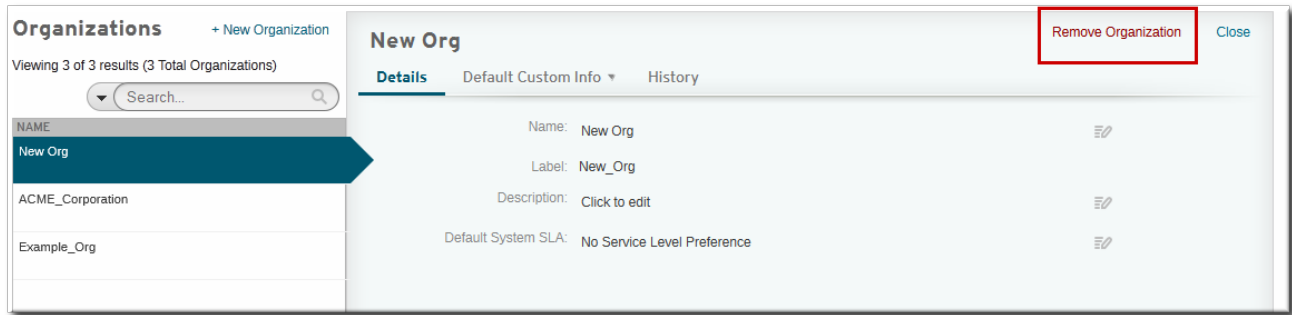 Organizations
+ New Organization
Viewing 3 of 3 results (3 Total Organizations)
Search...
NAME
New Org
ACME_Corporation
Example_Org
New Org
Remove Organization
Close
Details
Default Custom Info
History
Name: New Org
Label: New_Org
Description: Click to edit
Default System SLA: No Service Level Preference